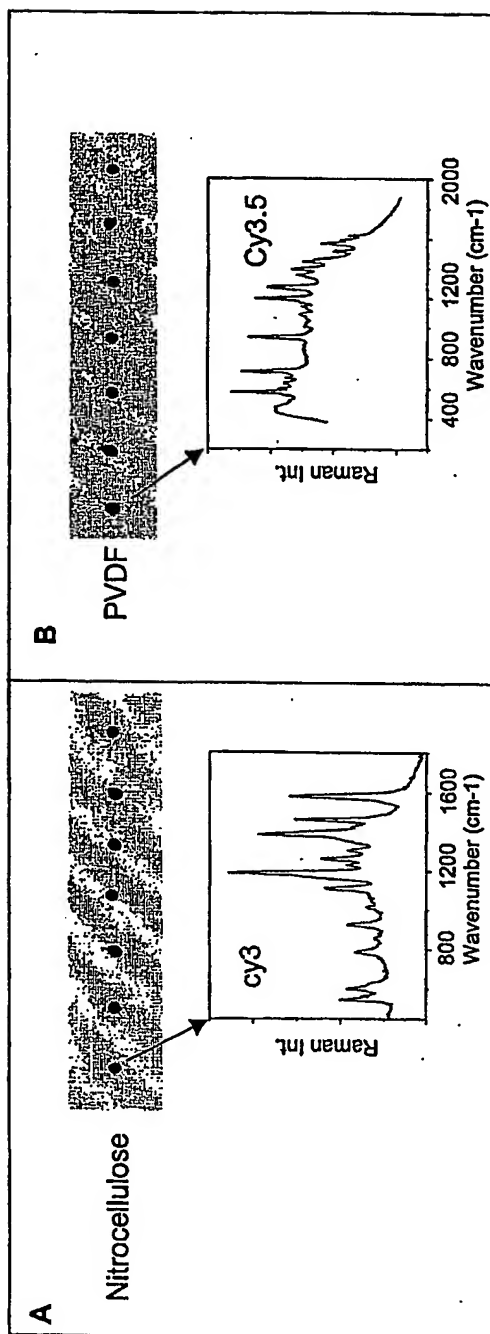 A
Nitrocellulose
cy3
Raman Int.
800 1200 1600
Wavenumber (cm-1)
B
PVDF
Cy3.5
Raman Int.
400 800 1200 2000
Wavenumber (cm-1)